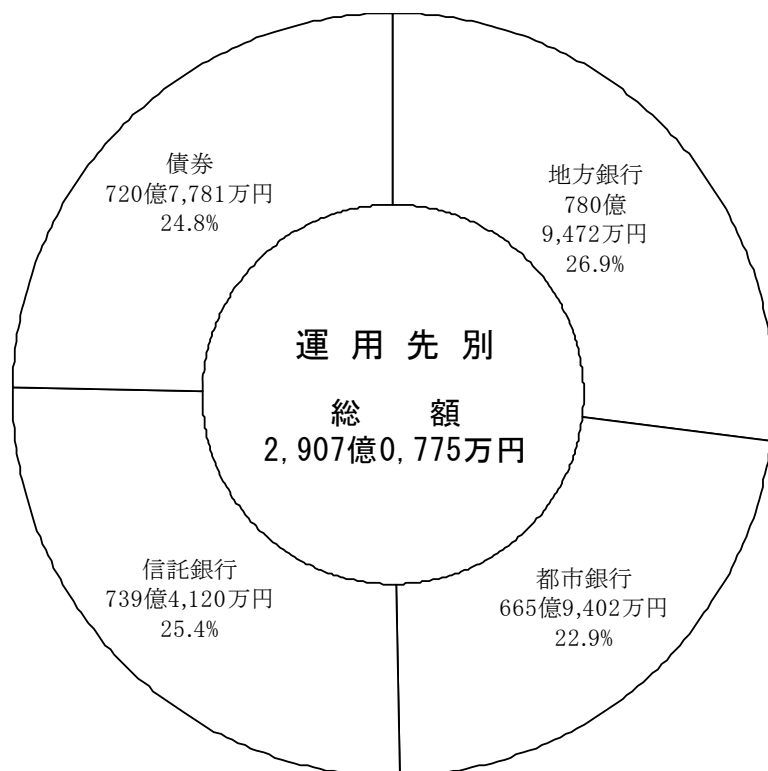 債券
720億7,781万円
24.8%
地方銀行
780億
9,472万円
26.9%
運用先別
総 額
2,907億0,775万円
信託銀行
739億4,120万円
25.4%
都市銀行
665億9,402万円
22.9%